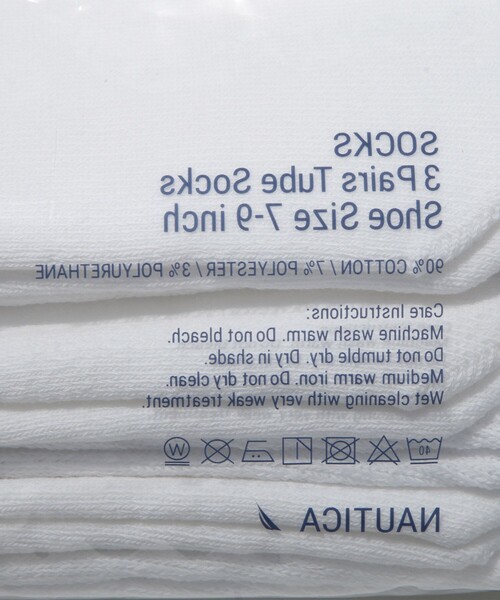 SOCKS
3 Pairs Tube Socks
Shoe Size 7-9 inch
90% COTTON / 7% POLYESTER / 3% POLYURETHANE
Care Instructions:
Machine wash warm. Do not bleach.
Do not tumble dry. Dry in shade.
Medium warm iron. Do not dry clean.
Wet cleaning with very weak treatment.
40 W
NAUTICA